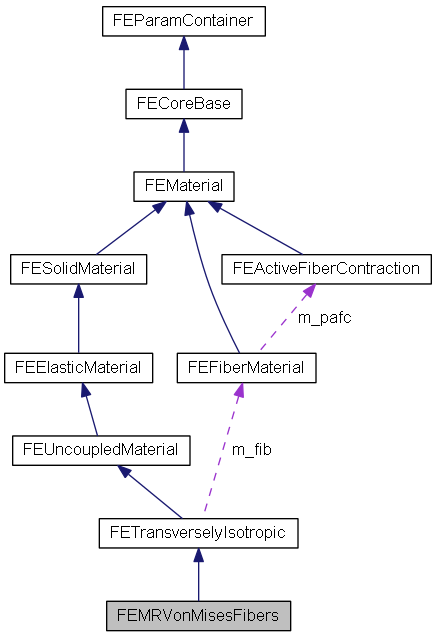 FEParamContainer
FECoreBase
FEMaterial
FESolidMaterial
FEActiveFiberContraction
m_pafc
FEElasticMaterial
FEFiberMaterial
FEUncoupledMaterial
m_fib
FETransverselyIsotropic
FEMRVonMisesFibers